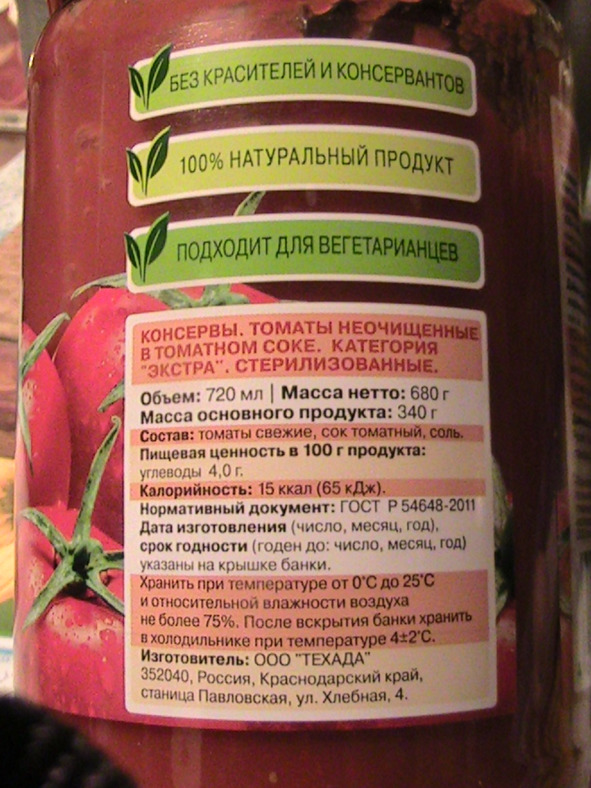 БЕЗ КРАСИТЕЛЕЙ И КОНСЕРВАНТОВ
100% НАТУРАЛЬНЫЙ ПРОДУКТ
ПОДХОДИТ ДЛЯ ВЕГЕТАРИАНЦЕВ
КОНСЕРВЫ. ТОМАТЫ НЕОЧИЩЕННЫЕ
В ТОМАТНОМ СОКЕ. КАТЕГОРИЯ
"ЭКСТРА". СТЕРИЛИЗОВАННЫЕ.
Объем: 720 мл | Масса нетто: 680 г
Масса основного продукта: 340 г
Состав: томаты свежие, сок томатный, соль.
Пищевая ценность в 100 г продукта:
углеводы 4,0 г.
Калорийность: 15 ккал (65 кДж).
Нормативный документ: ГОСТ Р 54648-2011
Дата изготовления (число, месяц, год),
срок годности (годен до: число, месяц, год)
указаны на крышке банки.
Хранить при температуре от 0°С до 25°С
и относительной влажности воздуха
не более 75%. После вскрытия банки хранить
в холодильнике при температуре 4±2°С.
Изготовитель: ООО "ТЕХАДА"
352040, Россия, Краснодарский край,
станица Павловская, ул. Хлебная, 4.